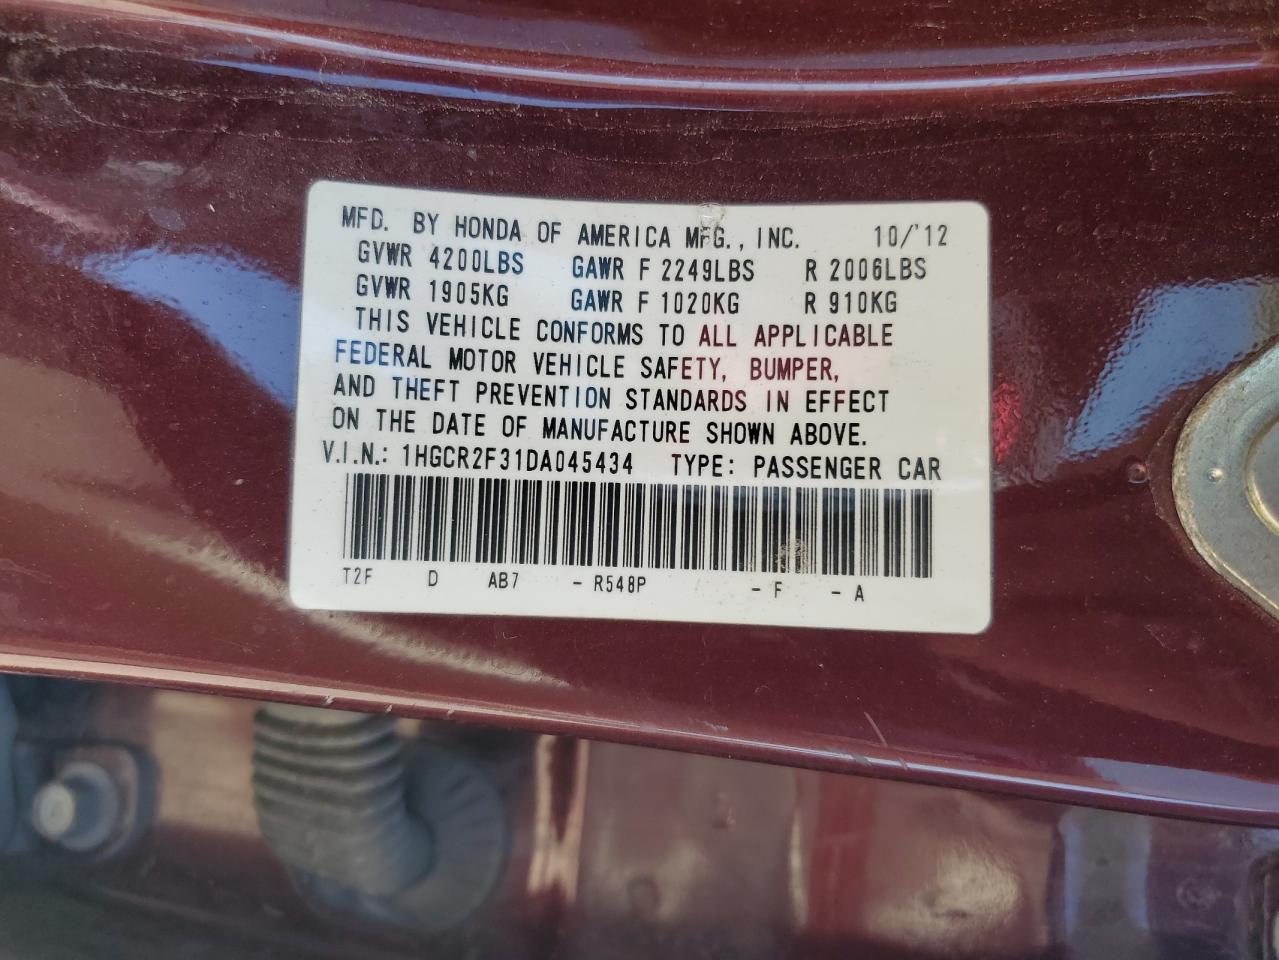 MFD. BY HONDA OF AMERICA MFG., INC. 10/'12
GVWR 4200LBS GAWR F 2249LBS R 2006LBS
GVWR 1905KG GAWR F 1020KG R 910KG
THIS VEHICLE CONFORMS TO ALL APPLICABLE
FEDERAL MOTOR VEHICLE SAFETY, BUMPER,
AND THEFT PREVENTION STANDARDS IN EFFECT
ON THE DATE OF MANUFACTURE SHOWN ABOVE.
V.I.N.: 1HGCR2F31DA045434 TYPE: PASSENGER CAR
T2F D AB7 - R548P - F - A